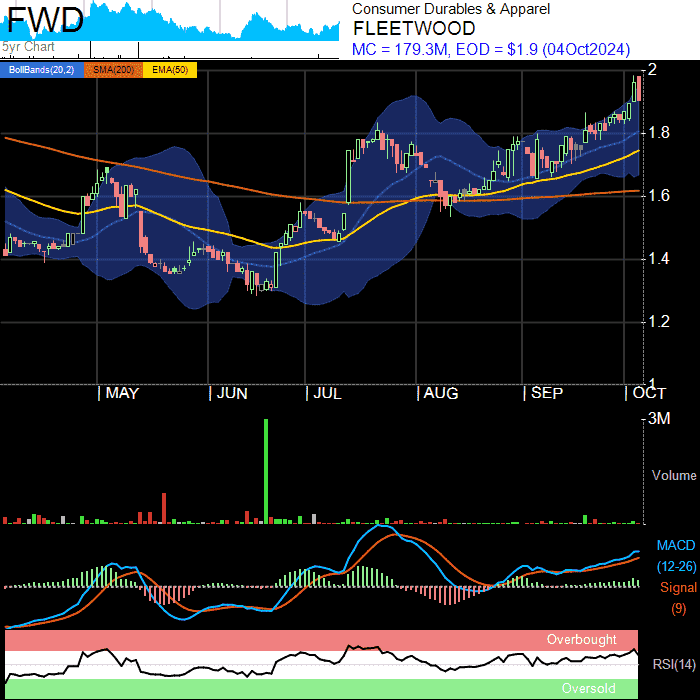 FWD
5yr Chart
Consumer Durables & Apparel
FLEETWOOD
MC = 179.3M, EOD = $1.9 (04Oct2024)
BollBands(20,2) SMA(200) EMA(50)
2
1.8
1.6
1.4
1.2
1
MAY JUN JUL AUG SEP OCT
3M
Volume
MACD
(12-26)
Signal
(9)
Overbought
RSI(14)
Oversold